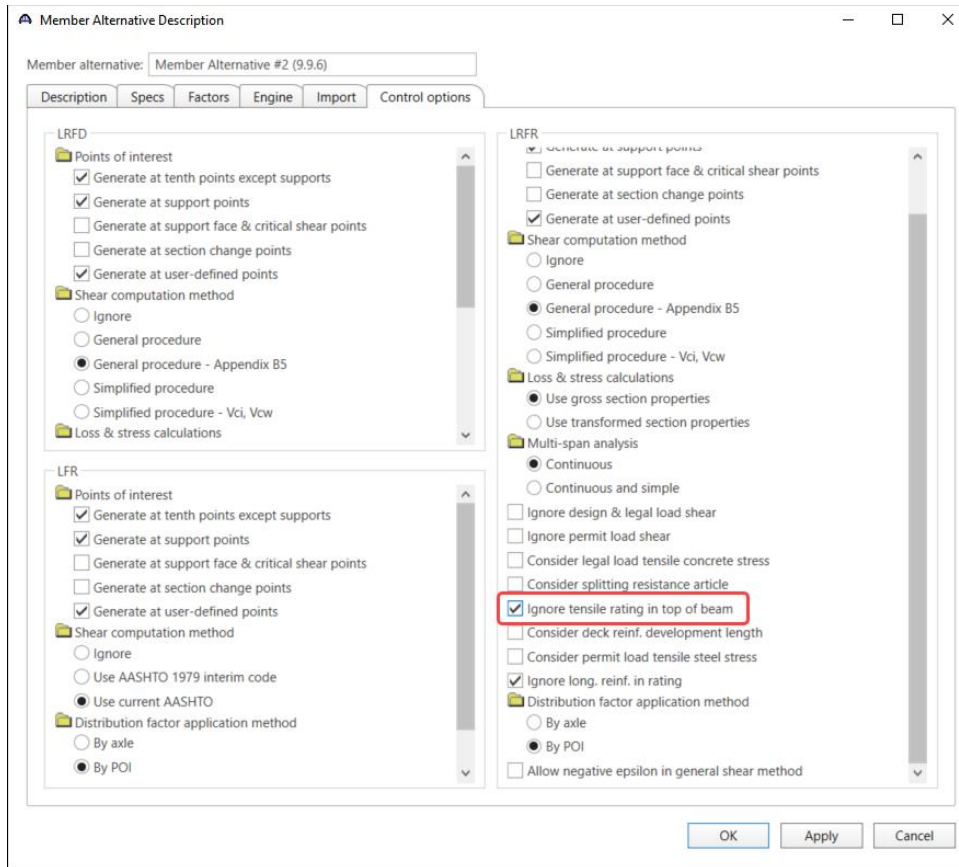 Member Alternative Description
Member alternative: Member Alternative #2 (9.9.6)
Description Specs Factors Engine Import Control options
LRFD
Points of interest
Generate at tenth points except supports
Generate at support points
Generate at support face & critical shear points
Generate at section change points
Generate at user-defined points
Shear computation method
Ignore
General procedure
General procedure - Appendix B5
Simplified procedure
Simplified procedure - Vci, Vcw
Loss & stress calculations
LFR
Points of interest
Generate at tenth points except supports
Generate at support points
Generate at support face & critical shear points
Generate at section change points
Generate at user-defined points
Shear computation method
Ignore
Use AASHTO 1979 interim code
Use current AASHTO
Distribution factor application method
By axle
By POI
LRFR
Generate at support points
Generate at support face & critical shear points
Generate at section change points
Generate at user-defined points
Shear computation method
Ignore
General procedure
General procedure - Appendix B5
Simplified procedure
Simplified procedure - Vci, Vcw
Loss & stress calculations
Use gross section properties
Use transformed section properties
Multi-span analysis
Continuous
Continuous and simple
Ignore design & legal load shear
Ignore permit load shear
Consider legal load tensile concrete stress
Consider splitting resistance article
Ignore tensile rating in top of beam
Consider deck reinf. development length
Consider permit load tensile steel stress
Ignore long. reinf. in rating
Distribution factor application method
By axle
By POI
Allow negative epsilon in general shear method
OK Apply Cancel